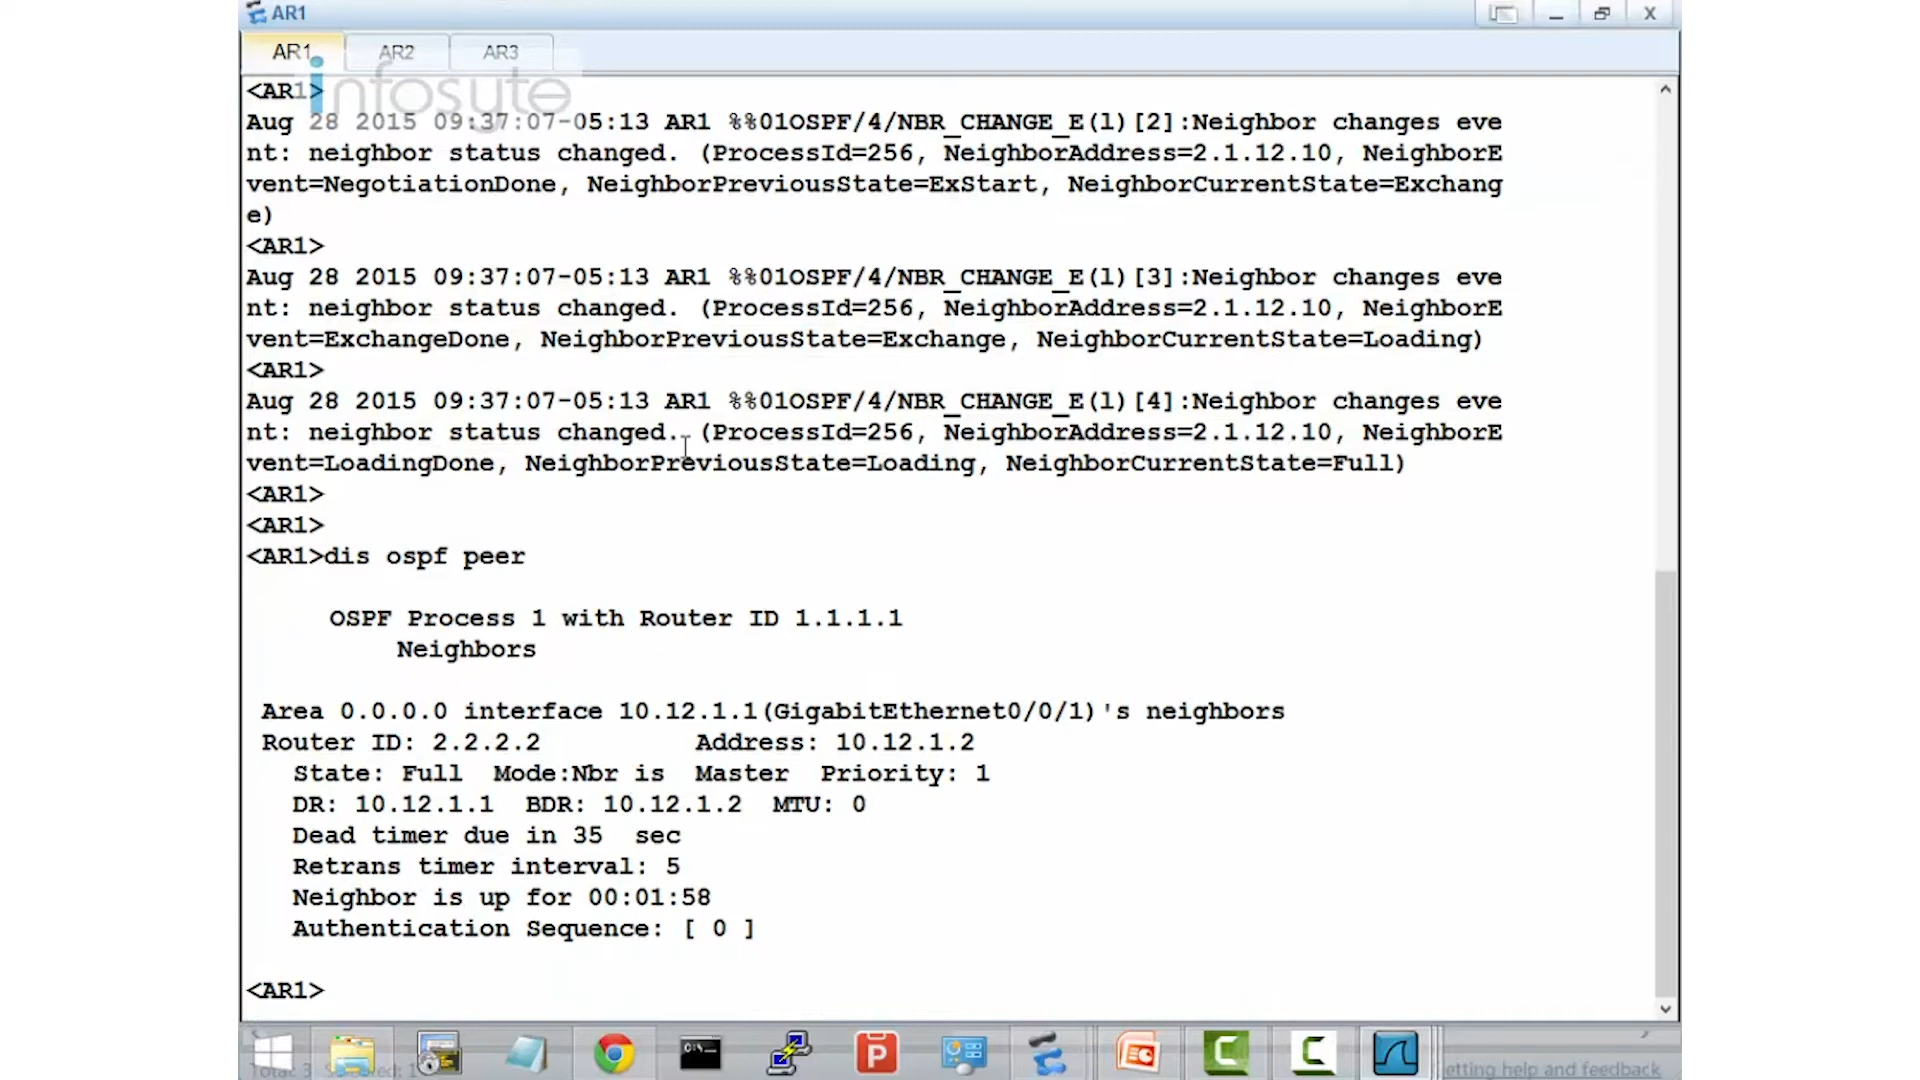 AR1
AR1 AR2 AR3
infosyte
<AR1>
Aug 28 2015 09:37:07-05:13 AR1 %%01OSPF/4/NBR_CHANGE_E(l)[2]:Neighbor changes eve
nt: neighbor status changed. (ProcessId=256, NeighborAddress=2.1.12.10, NeighborE
vent=NegotiationDone, NeighborPreviousState=ExStart, NeighborCurrentState=Exchang
e)
<AR1>
Aug 28 2015 09:37:07-05:13 AR1 %%01OSPF/4/NBR_CHANGE_E(l)[3]:Neighbor changes eve
nt: neighbor status changed. (ProcessId=256, NeighborAddress=2.1.12.10, NeighborE
vent=ExchangeDone, NeighborPreviousState=Exchange, NeighborCurrentState=Loading)
<AR1>
Aug 28 2015 09:37:07-05:13 AR1 %%01OSPF/4/NBR_CHANGE_E(l)[4]:Neighbor changes eve
nt: neighbor status changed. (ProcessId=256, NeighborAddress=2.1.12.10, NeighborE
vent=LoadingDone, NeighborPreviousState=Loading, NeighborCurrentState=Full)
<AR1>
<AR1>
<AR1>dis ospf peer
OSPF Process 1 with Router ID 1.1.1.1
Neighbors
Area 0.0.0.0 interface 10.12.1.1(GigabitEthernet0/0/1)'s neighbors
Router ID: 2.2.2.2 Address: 10.12.1.2
State: Full Mode:Nbr is Master Priority: 1
DR: 10.12.1.1 BDR: 10.12.1.2 MTU: 0
Dead timer due in 35 sec
Retrans timer interval: 5
Neighbor is up for 00:01:58
Authentication Sequence: [ 0 ]
<AR1>
etting help and feedback